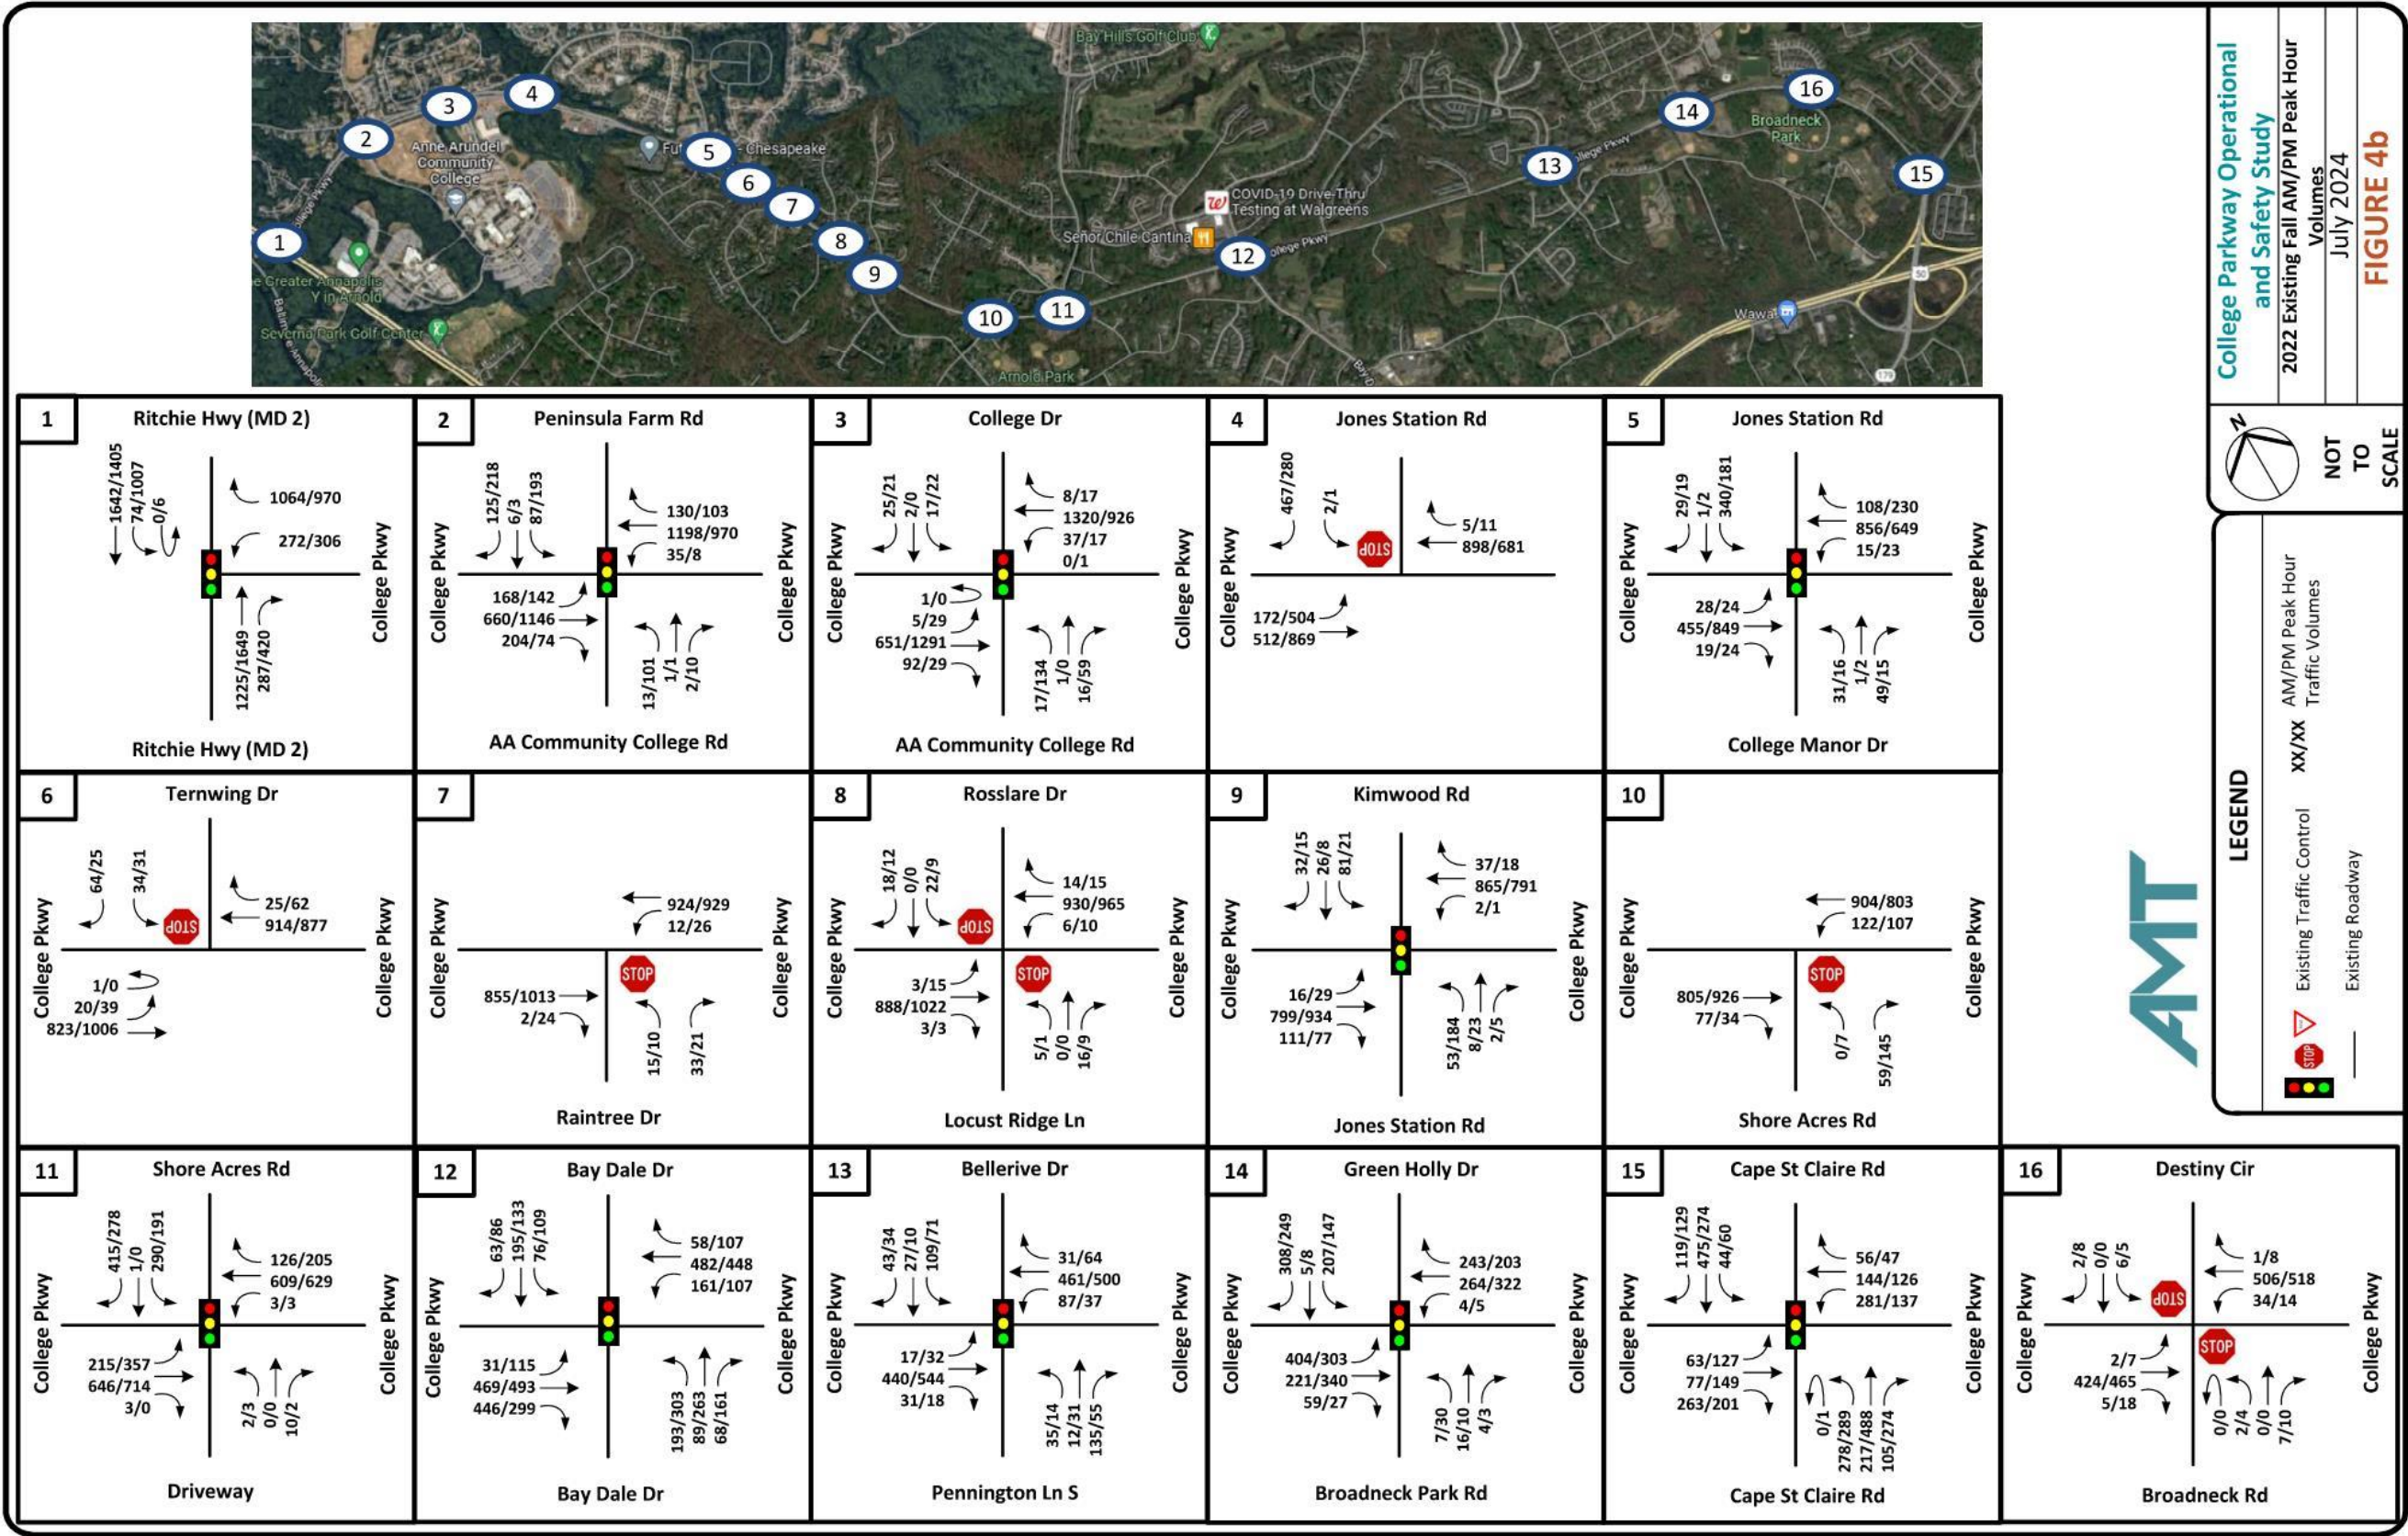 Bay Hills Golf Club
Anne Arundel
Community
College
Chesapeake
College Pkwy
Y in Arnold
Severna Park Golf Center
Arnold Park
COVID-19 Drive-Thru
Testing at Walgreens
Señor Chile Cantina
Broadneck
Park
Wawa
50
179
1
2
3
4
5
6
7
8
9
10
11
12
13
14
15
16
College Parkway Operational
and Safety Study
2022 Existing Fall AM/PM Peak Hour
Volumes
July 2024
FIGURE 4b
N
NOT
TO
SCALE
LEGEND
Existing Traffic Control
XX/XX
AM/PM Peak Hour
Traffic Volumes
STOP
Existing Roadway
AMT
1
Ritchie Hwy (MD 2)
1642/1405
74/1007
0/6
1064/970
272/306
College Pkwy
1225/1649
287/420
Ritchie Hwy (MD 2)
2
Peninsula Farm Rd
125/218
6/3
87/193
130/103
1198/970
35/8
College Pkwy
College Pkwy
168/142
660/1146
204/74
13/101
1/1
2/10
AA Community College Rd
3
College Dr
25/21
2/0
17/22
8/17
1320/926
37/17
0/1
College Pkwy
College Pkwy
1/0
5/29
651/1291
92/29
17/134
1/0
16/59
AA Community College Rd
4
Jones Station Rd
467/280
2/1
STOP
5/11
898/681
College Pkwy
172/504
512/869
5
Jones Station Rd
29/19
1/2
340/181
108/230
856/649
15/23
College Pkwy
College Pkwy
28/24
455/849
19/24
31/16
1/2
49/15
College Manor Dr
6
Ternwing Dr
64/25
34/31
STOP
25/62
914/877
College Pkwy
College Pkwy
1/0
20/39
823/1006
7
924/929
12/26
College Pkwy
College Pkwy
STOP
855/1013
2/24
15/10
33/21
Raintree Dr
8
Rosslare Dr
18/12
0/0
22/9
STOP
14/15
930/965
6/10
College Pkwy
College Pkwy
3/15
888/1022
3/3
STOP
5/1
0/0
16/9
Locust Ridge Ln
9
Kimwood Rd
32/15
26/8
81/21
37/18
865/791
2/1
College Pkwy
College Pkwy
16/29
799/934
111/77
53/184
8/23
2/5
Jones Station Rd
10
904/803
122/107
College Pkwy
STOP
805/926
77/34
0/7
59/145
Shore Acres Rd
11
Shore Acres Rd
415/278
1/0
290/191
126/205
609/629
3/3
College Pkwy
College Pkwy
215/357
646/714
3/0
2/3
0/0
10/2
Driveway
12
Bay Dale Dr
63/86
195/133
76/109
58/107
482/448
161/107
College Pkwy
College Pkwy
31/115
469/493
446/299
193/303
89/263
68/161
Bay Dale Dr
13
Bellerive Dr
43/34
27/10
109/71
31/64
461/500
87/37
College Pkwy
College Pkwy
17/32
440/544
31/18
35/14
12/31
135/55
Pennington Ln S
14
Green Holly Dr
308/249
5/8
207/147
243/203
264/322
4/5
College Pkwy
College Pkwy
404/303
221/340
59/27
7/30
16/10
4/3
Broadneck Park Rd
15
Cape St Claire Rd
119/129
475/274
44/60
56/47
144/126
281/137
College Pkwy
College Pkwy
63/127
77/149
263/201
0/1
278/289
217/488
105/274
Cape St Claire Rd
16
Destiny Cir
2/8
0/0
6/5
STOP
1/8
506/518
34/14
College Pkwy
College Pkwy
2/7
424/465
5/18
STOP
0/0
2/4
0/0
7/10
Broadneck Rd